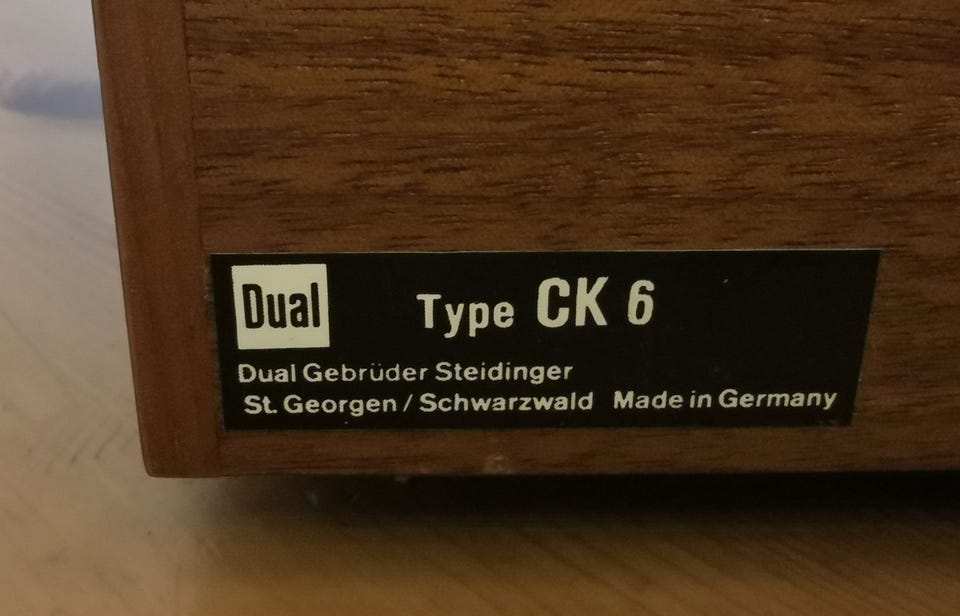 Dual Type CK 6
Dual Gebrüder Steidinger
St. Georgen / Schwarzwald Made in Germany